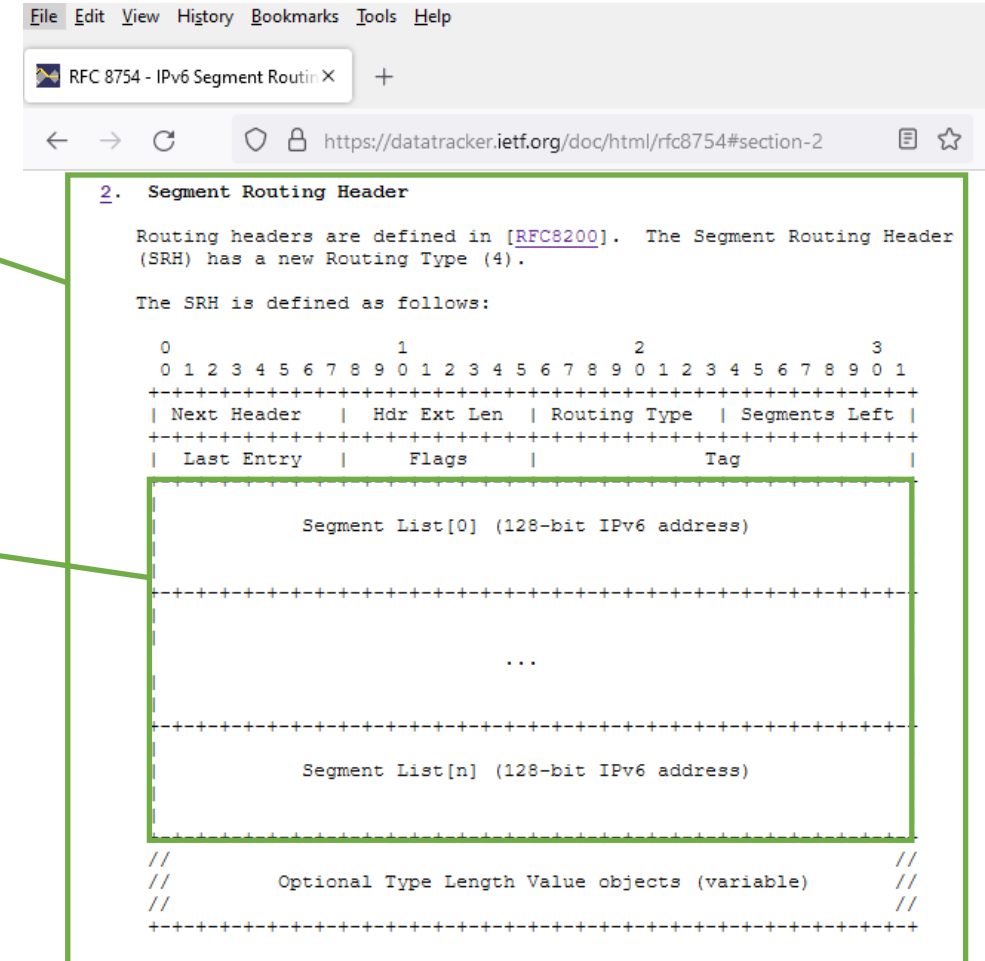 File Edit View History Bookmarks Tools Help
RFC 8754 - IPv6 Segment Routin
https://datatracker.ietf.org/doc/html/rfc8754#section-2
2.  Segment Routing Header
   Routing headers are defined in [RFC8200].  The Segment Routing Header
   (SRH) has a new Routing Type (4).
   The SRH is defined as follows:
     0                   1                   2                   3
     0 1 2 3 4 5 6 7 8 9 0 1 2 3 4 5 6 7 8 9 0 1 2 3 4 5 6 7 8 9 0 1
    +-+-+-+-+-+-+-+-+-+-+-+-+-+-+-+-+-+-+-+-+-+-+-+-+-+-+-+-+-+-+-+-+
    | Next Header   |  Hdr Ext Len  | Routing Type  | Segments Left |
    +-+-+-+-+-+-+-+-+-+-+-+-+-+-+-+-+-+-+-+-+-+-+-+-+-+-+-+-+-+-+-+-+
    |  Last Entry   |     Flags     |              Tag              |
    +-+-+-+-+-+-+-+-+-+-+-+-+-+-+-+-+-+-+-+-+-+-+-+-+-+-+-+-+-+-+-+-+
    |            Segment List[0] (128-bit IPv6 address)
    +-+-+-+-+-+-+-+-+-+-+-+-+-+-+-+-+-+-+-+-+-+-+-+-+-+-+-+-+-+-+-+-+
                                  ...
    +-+-+-+-+-+-+-+-+-+-+-+-+-+-+-+-+-+-+-+-+-+-+-+-+-+-+-+-+-+-+-+-+
    |            Segment List[n] (128-bit IPv6 address)
    +-+-+-+-+-+-+-+-+-+-+-+-+-+-+-+-+-+-+-+-+-+-+-+-+-+-+-+-+-+-+-+-+
    //                                                             //
    //         Optional Type Length Value objects (variable)       //
    //                                                             //
    +-+-+-+-+-+-+-+-+-+-+-+-+-+-+-+-+-+-+-+-+-+-+-+-+-+-+-+-+-+-+-+-+